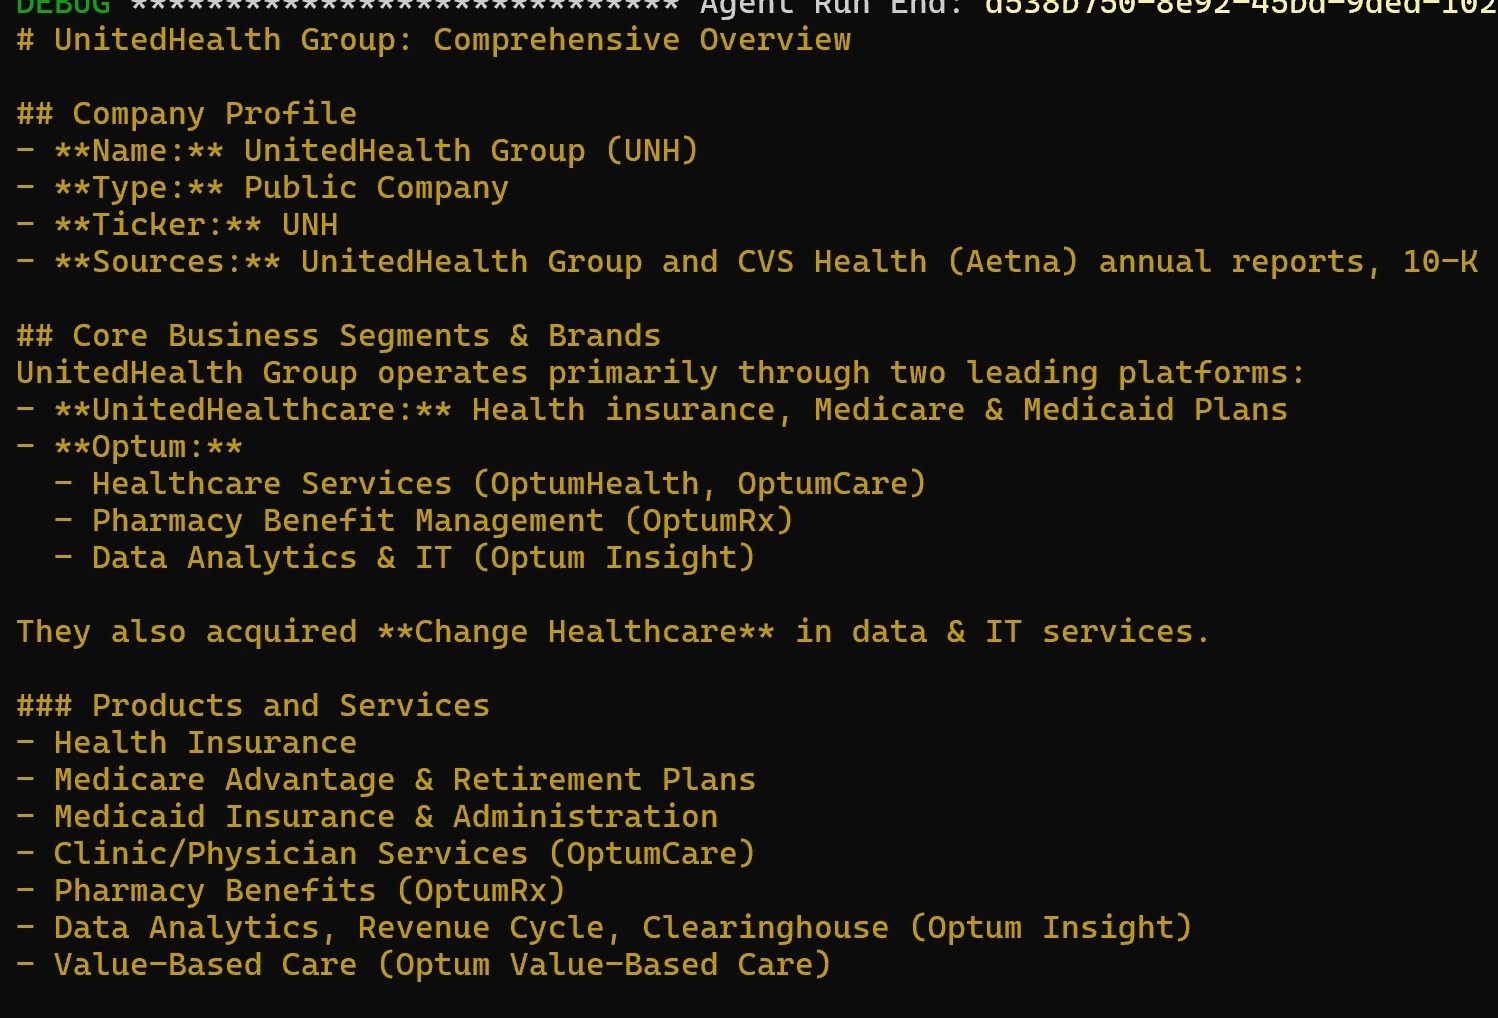 DEBUG ***************************** Agent Run End: d538b750-8e92-45bd-9ded-102
# UnitedHealth Group: Comprehensive Overview
## Company Profile
- **Name:** UnitedHealth Group (UNH)
- **Type:** Public Company
- **Ticker:** UNH
- **Sources:** UnitedHealth Group and CVS Health (Aetna) annual reports, 10-K
## Core Business Segments & Brands
UnitedHealth Group operates primarily through two leading platforms:
- **UnitedHealthcare:** Health insurance, Medicare & Medicaid Plans
- **Optum:**
  - Healthcare Services (OptumHealth, OptumCare)
  - Pharmacy Benefit Management (OptumRx)
  - Data Analytics & IT (Optum Insight)
They also acquired **Change Healthcare** in data & IT services.
### Products and Services
- Health Insurance
- Medicare Advantage & Retirement Plans
- Medicaid Insurance & Administration
- Clinic/Physician Services (OptumCare)
- Pharmacy Benefits (OptumRx)
- Data Analytics, Revenue Cycle, Clearinghouse (Optum Insight)
- Value-Based Care (Optum Value-Based Care)